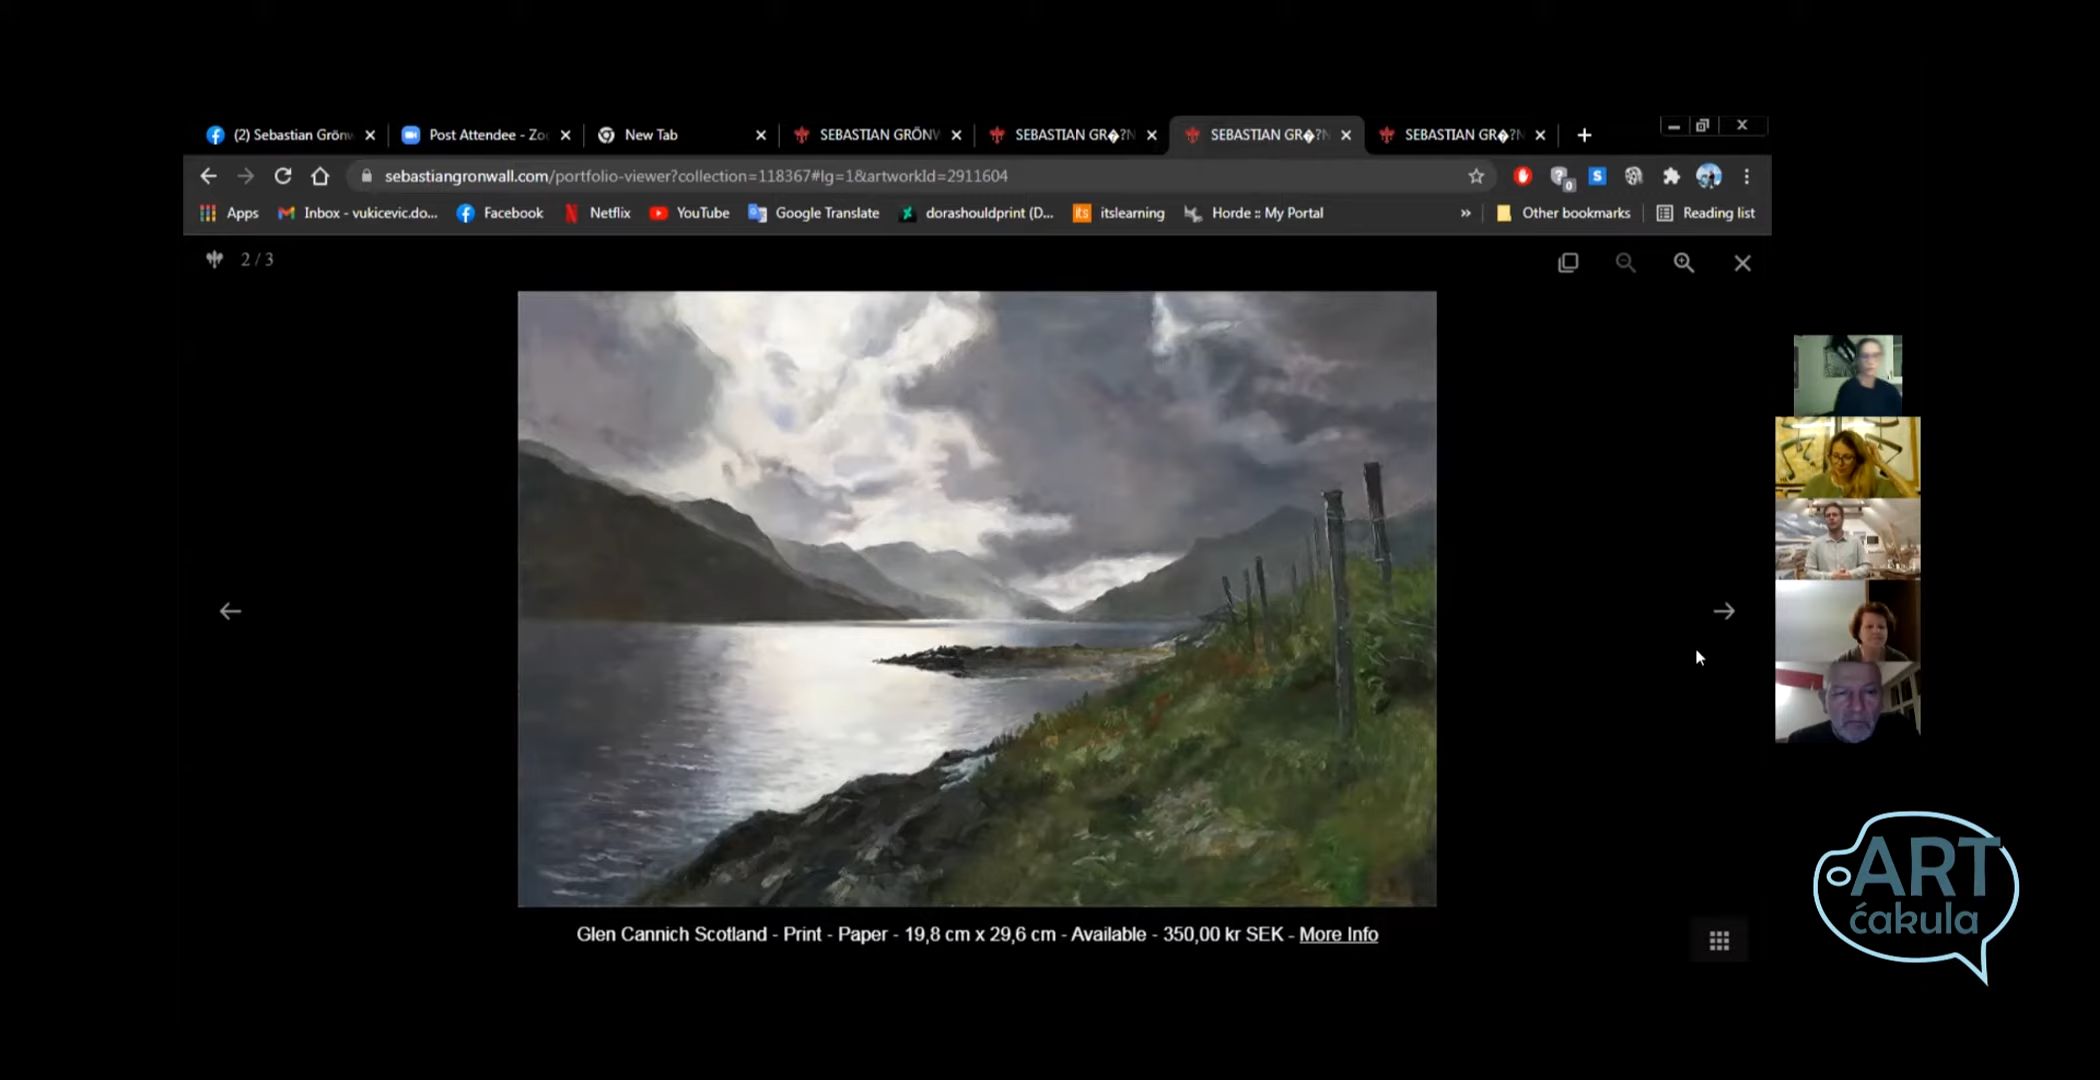 (2) Sebastian Grönw
Post Attendee - Zoo
New Tab
SEBASTIAN GRÖNV
SEBASTIAN GR�?N
SEBASTIAN GR�?N
SEBASTIAN GR�?N
sebastiangronwall.com/portfolio-viewer?collection=118367#lg=1&artworkId=2911604
Apps
Inbox - vukicevic.do...
Facebook
Netflix
YouTube
Google Translate
dorashouldprint (D...
its itslearning
Horde :: My Portal
»
Other bookmarks
Reading list
2 / 3
Glen Cannich Scotland - Print - Paper - 19,8 cm x 29,6 cm - Available - 350,00 kr SEK - More Info
ART
ćakula